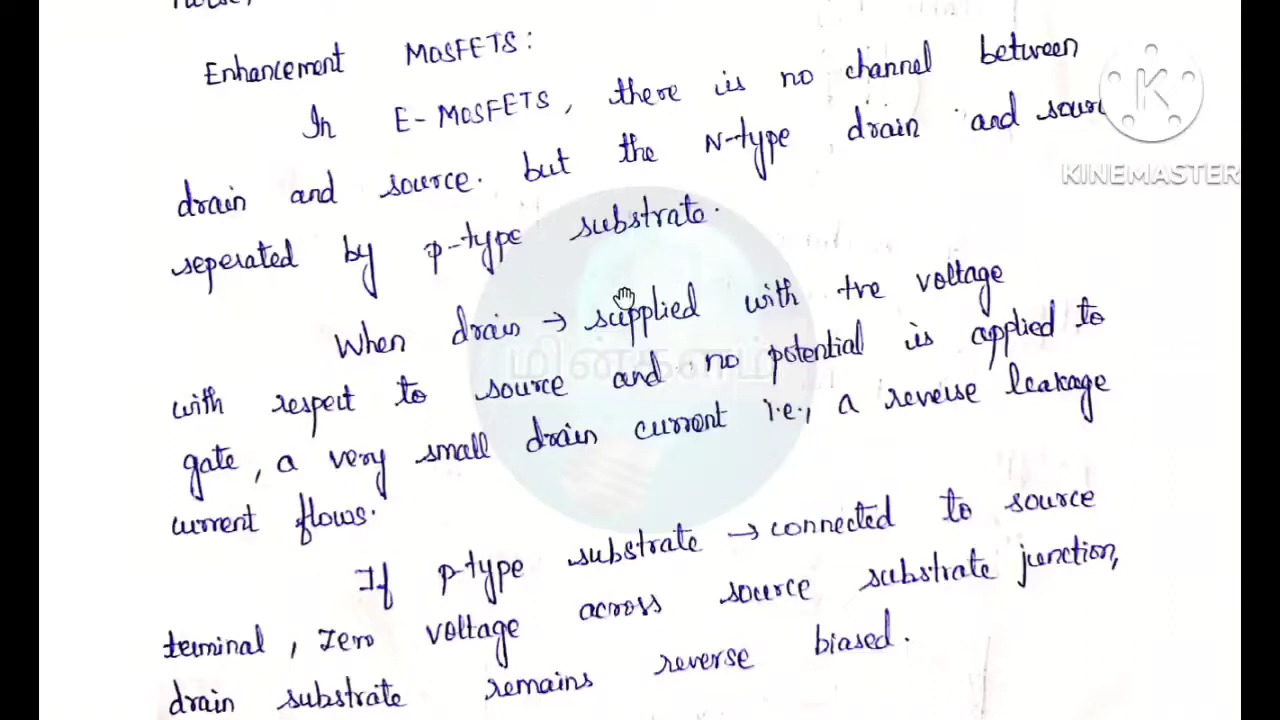 Enhancement MOSFETS:
In E-MOSFETS, there is no channel between
drain and source. but the N-type drain and sour
seperated by p-type substrate.
When drain → supplied with +ve voltage
with respect to source and no potential is applied to
gate, a very small drain current i.e., a reverse leakage
current flows.
If p-type substrate → connected to source
terminal, zero voltage across source substrate junction,
drain substrate remains reverse biased.
மின்களம்
K
KINEMASTER